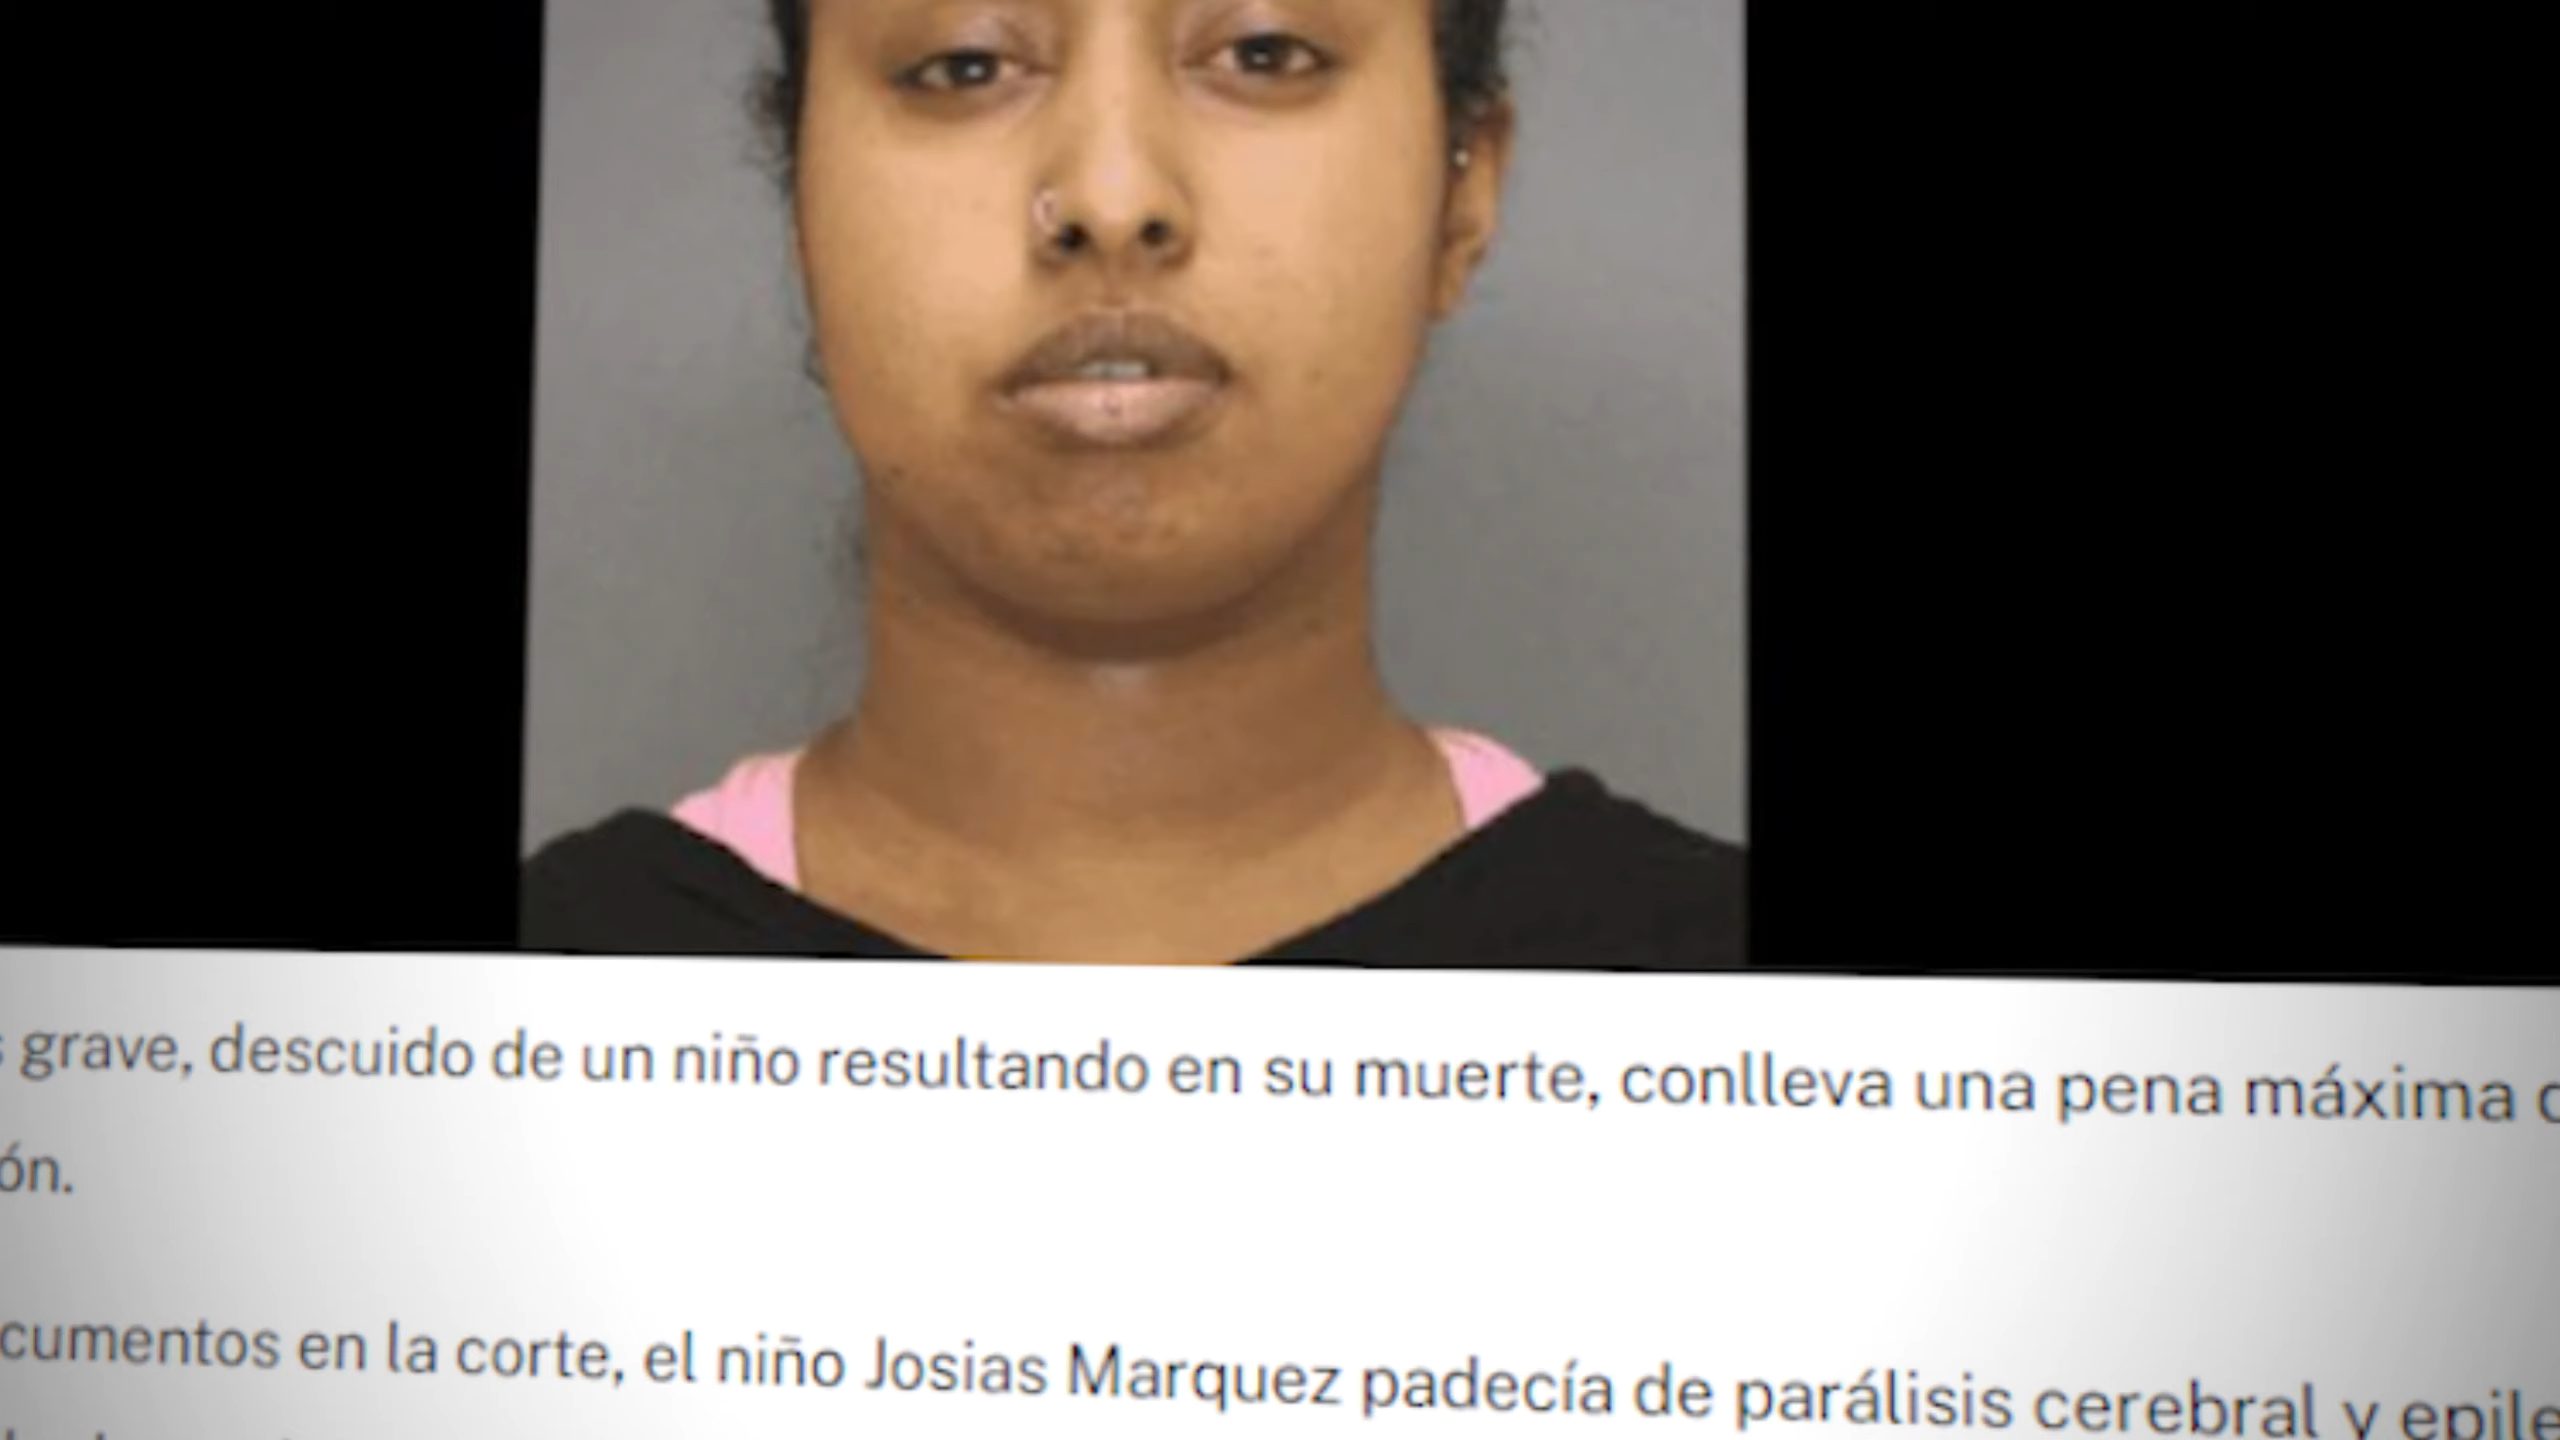 grave, descuido de un niño resultando en su muerte, conlleva una pena máxima
ón.
cumentos en la corte, el niño Josias Marquez padecía de parálisis cerebral y epile